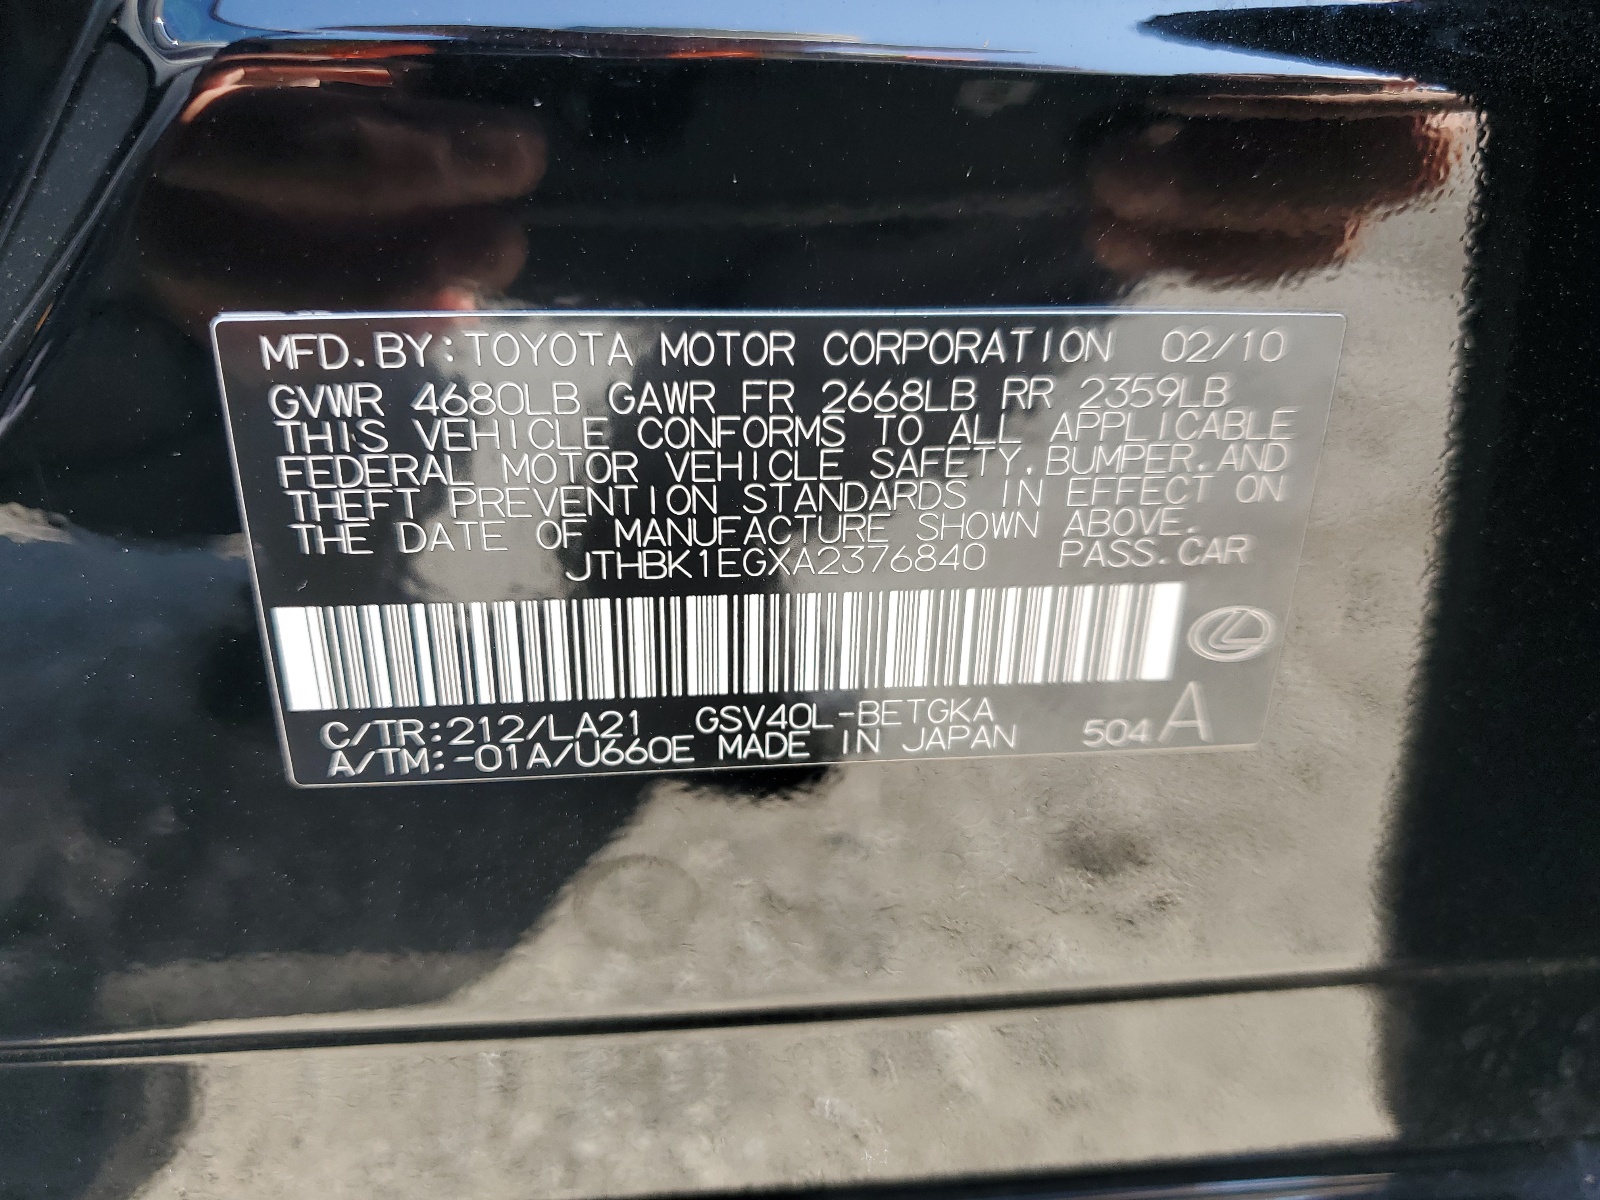 MFD. BY: TOYOTA MOTOR CORPORATION 02/10
GVWR 4680LB GAWR FR 2668LB RR 2359LB
THIS VEHICLE CONFORMS TO ALL APPLICABLE
FEDERAL MOTOR VEHICLE SAFETY, BUMPER, AND
THEFT PREVENTION STANDARDS IN EFFECT ON
THE DATE OF MANUFACTURE SHOWN ABOVE.
JTHBK1EGXA2376840 PASS. CAR
C/TR:212/LA21 GSV40L-BETGKA
A/TM:-01A/U660E MADE IN JAPAN 504 A